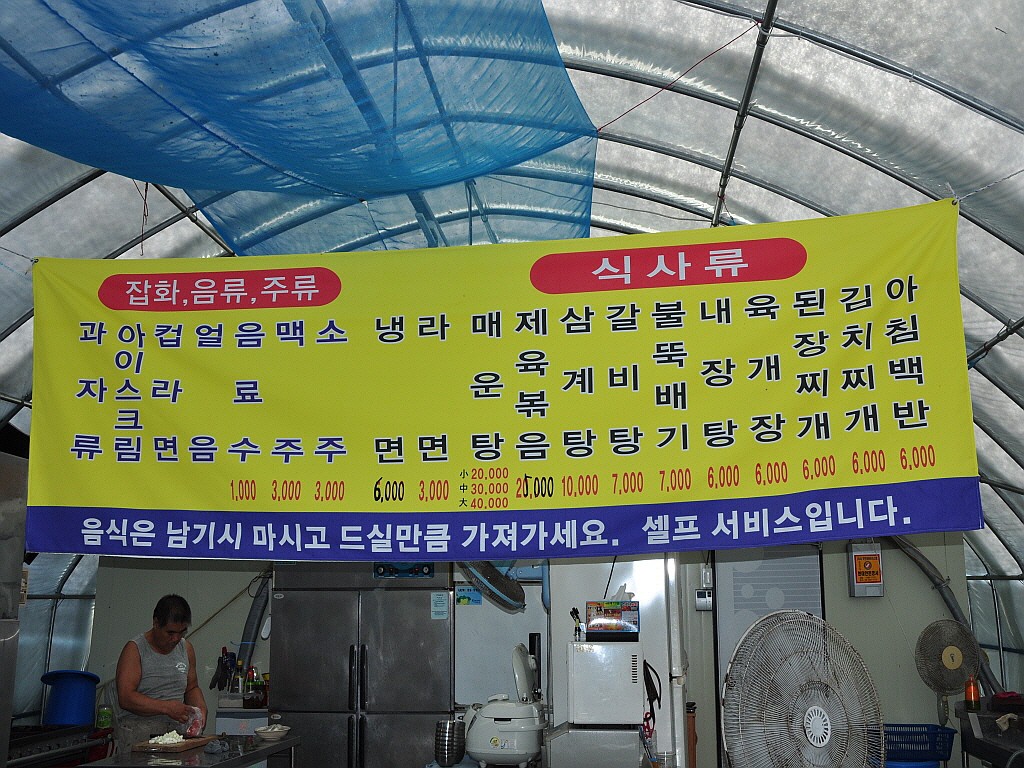 잡화,음류,주류
과자류
아이스크림
컵라면
얼음
음료수 1,000
맥주 3,000
소주 3,000
식사류
냉면 6,000
라면 3,000
매운탕
小 20,000
中 30,000
大 40,000
제육볶음 25,000
삼계탕 10,000
갈비탕 7,000
불뚝배기 7,000
내장탕 6,000
육개장 6,000
된장찌개 6,000
김치찌개 6,000
아침백반 6,000
음식은 남기시 마시고 드실만큼 가져가세요. 셀프 서비스입니다.